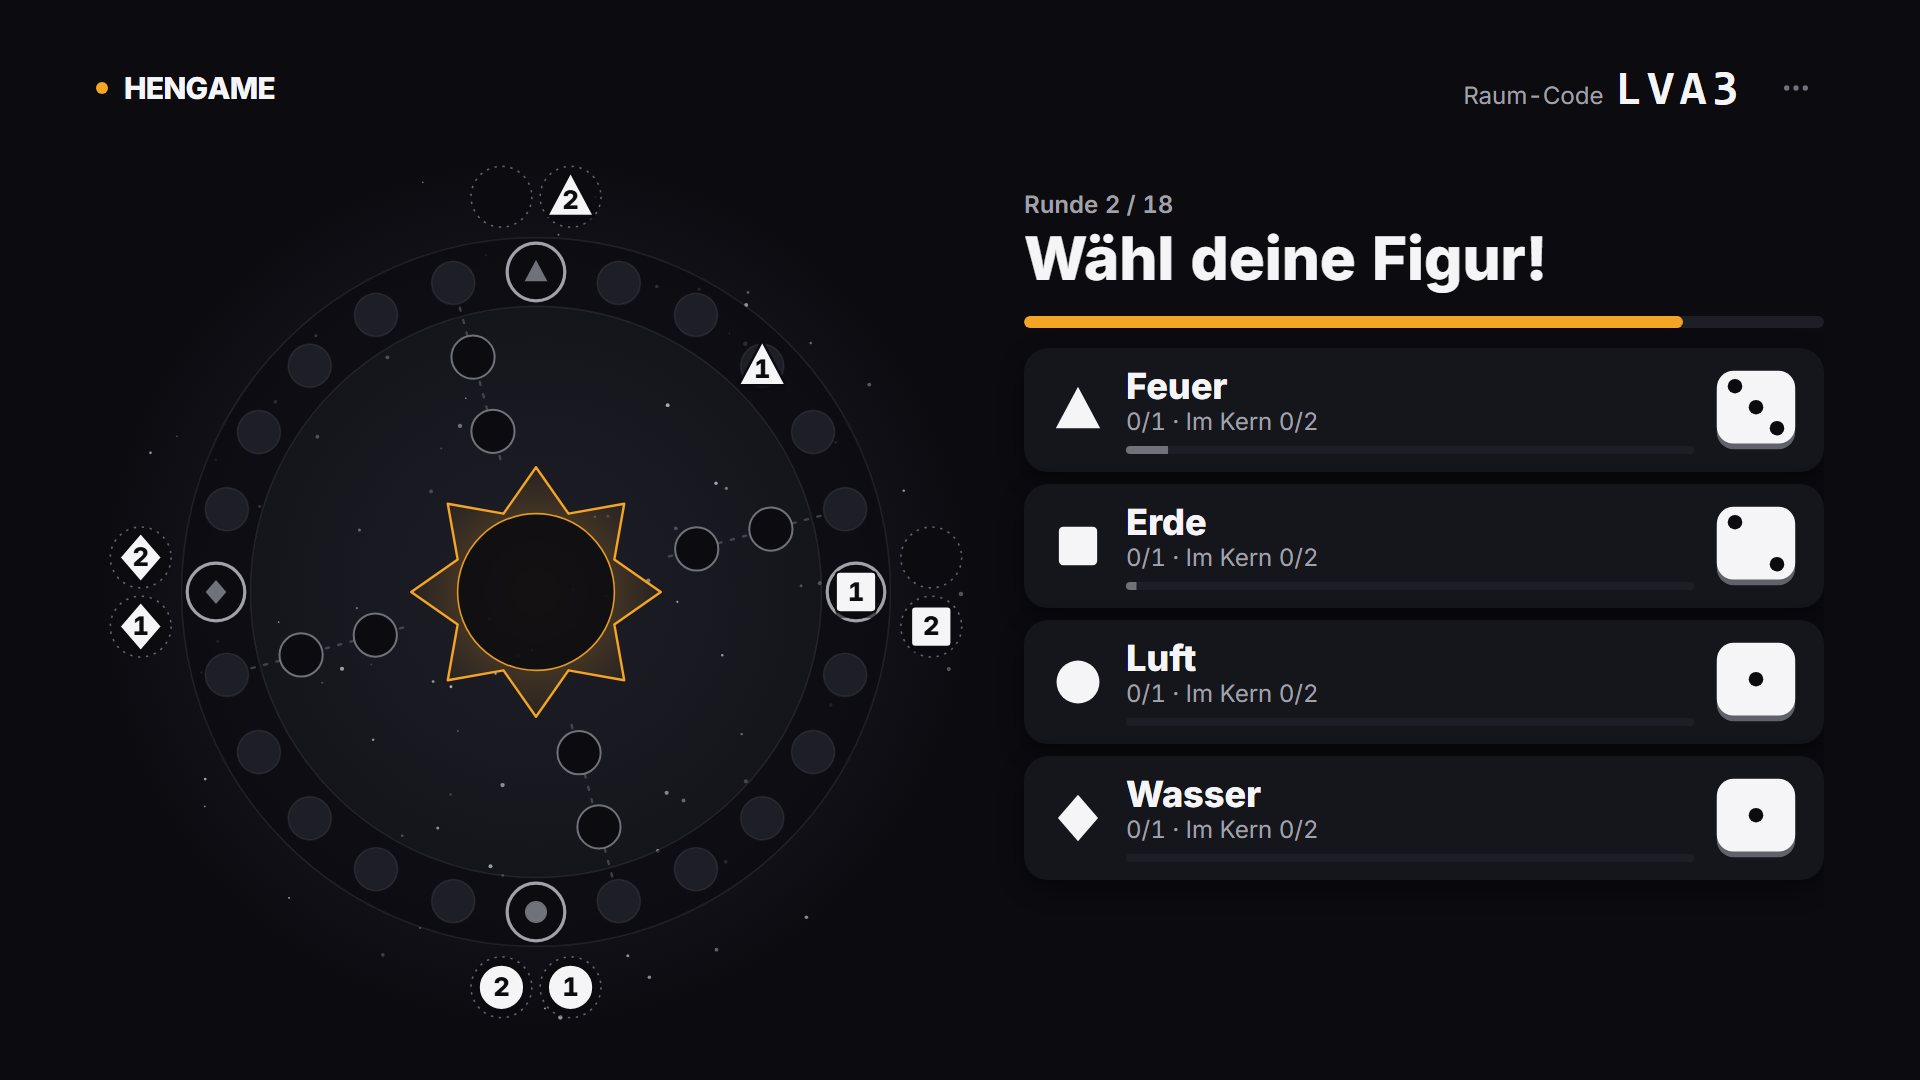 HENGAME
Raum-Code LVA3
Runde 2 / 18
Wähl deine Figur!
Feuer
0/1 · Im Kern 0/2
Erde
0/1 · Im Kern 0/2
Luft
0/1 · Im Kern 0/2
Wasser
0/1 · Im Kern 0/2
2
1
2
1
1
2
2 1